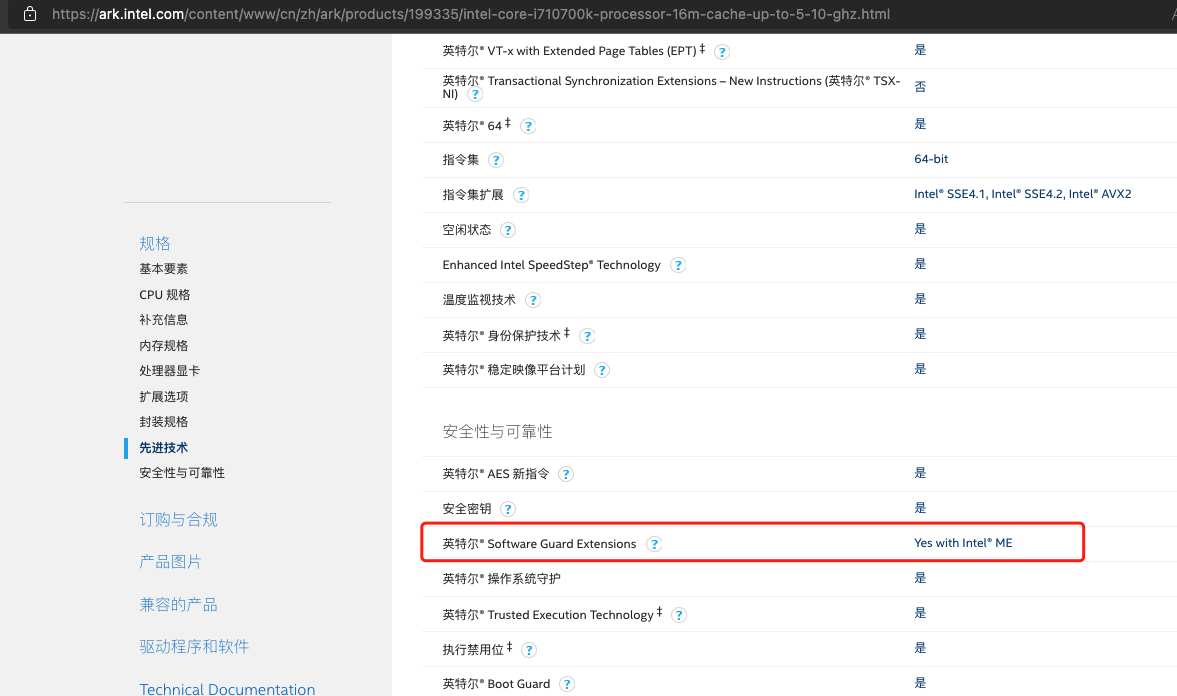 https://ark.intel.com/content/www/cn/zh/ark/products/199335/intel-core-i710700k-processor-16m-cache-up-to-5-10-ghz.html
规格
基本要素
CPU 规格
补充信息
内存规格
处理器显卡
扩展选项
封装规格
先进技术
安全性与可靠性
订购与合规
产品图片
兼容的产品
驱动程序和软件
Technical Documentation
英特尔® VT-x with Extended Page Tables (EPT) ‡ ? 是
英特尔® Transactional Synchronization Extensions – New Instructions (英特尔® TSX-
NI) ? 否
英特尔® 64 ‡ ? 是
指令集 ? 64-bit
指令集扩展 ? Intel® SSE4.1, Intel® SSE4.2, Intel® AVX2
空闲状态 ? 是
Enhanced Intel SpeedStep® Technology ? 是
温度监视技术 ? 是
英特尔® 身份保护技术 ‡ ? 是
英特尔® 稳定映像平台计划 ? 是
安全性与可靠性
英特尔® AES 新指令 ? 是
安全密钥 ? 是
英特尔® Software Guard Extensions ? Yes with Intel® ME
英特尔® 操作系统守护 是
英特尔® Trusted Execution Technology ‡ ? 是
执行禁用位 ‡ ? 是
英特尔® Boot Guard ? 是